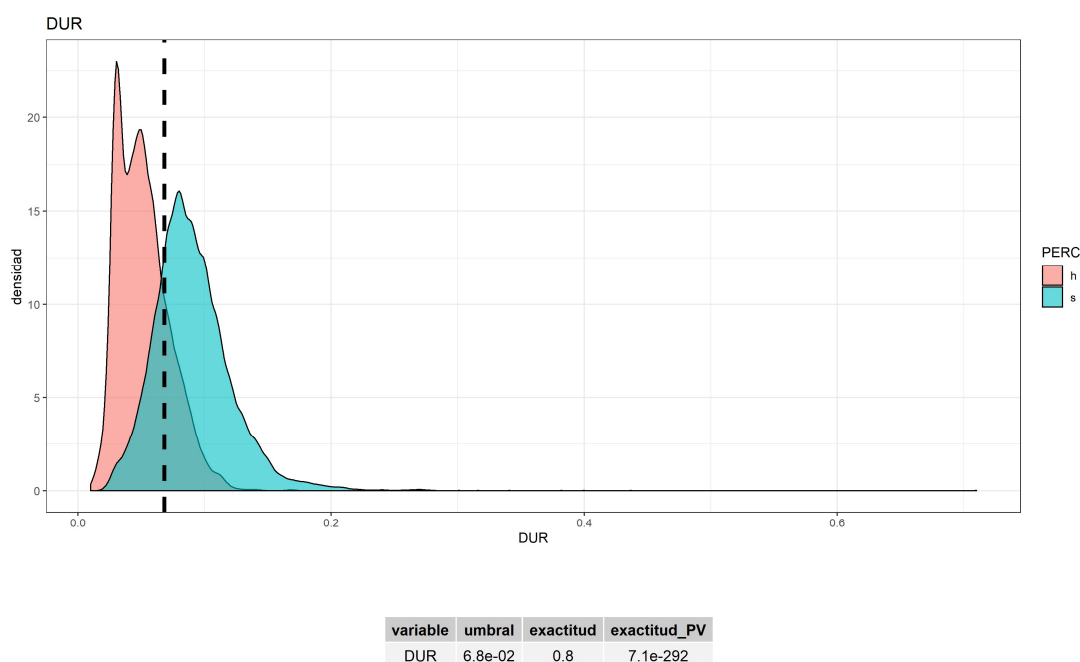 DUR
20
15
10
5
0
densidad
0.0 0.2 0.4 0.6
DUR
PERC
h
s
variable umbral exactitud exactitud_PV
DUR 6.8e-02 0.8 7.1e-292